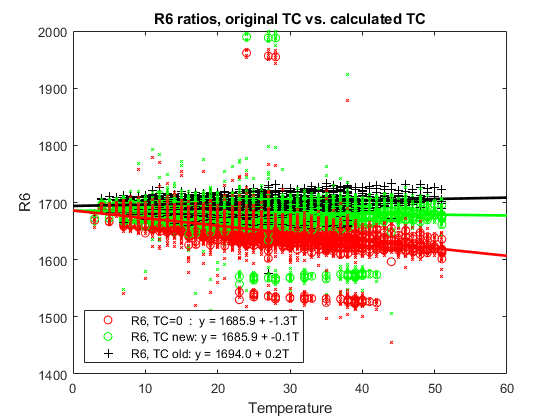 R6 ratios, original TC vs. calculated TC
2000
1900
1800
1700
1600
1500
1400
R6
R6, TC=0 : y = 1685.9 + -1.3T
R6, TC new: y = 1685.9 + -0.1T
R6, TC old: y = 1694.0 + 0.2T
0 10 20 30 40 50 60
Temperature